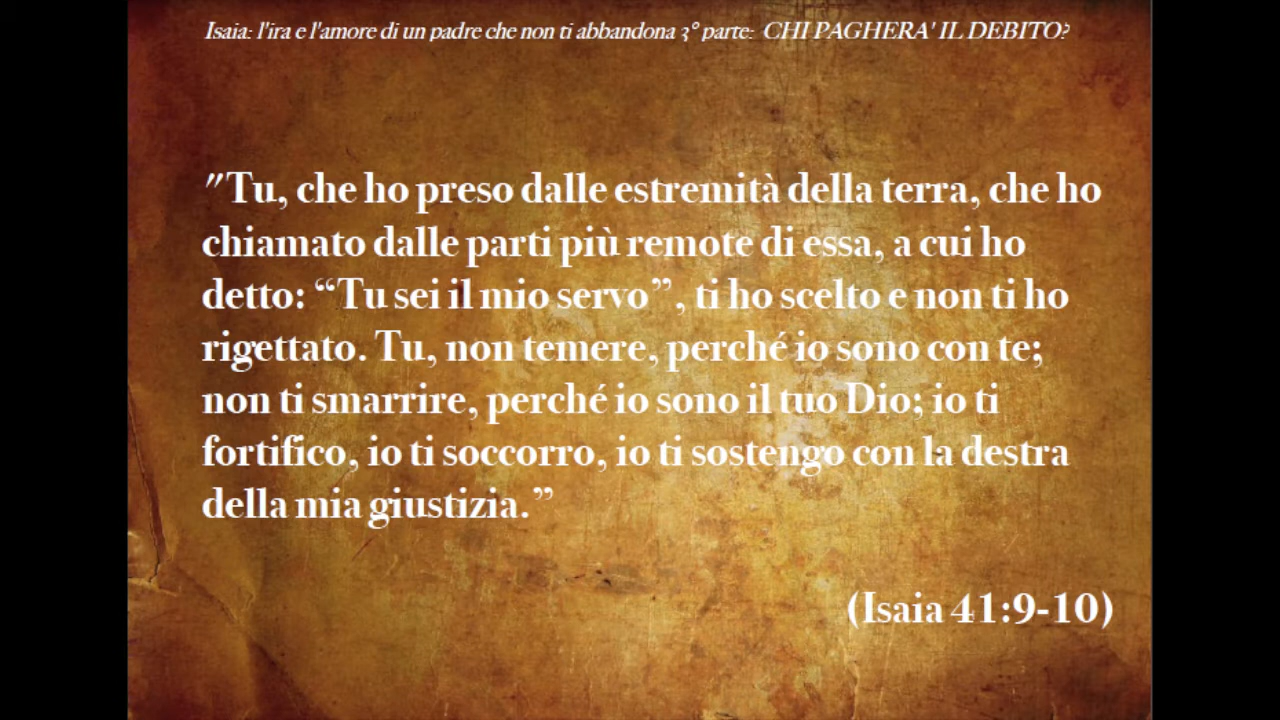 Isaia: l'ira e l'amore di un padre che non ti abbandona 3° parte: CHI PAGHERA' IL DEBITO?
"Tu, che ho preso dalle estremità della terra, che ho
chiamato dalle parti più remote di essa, a cui ho
detto: “Tu sei il mio servo”, ti ho scelto e non ti ho
rigettato. Tu, non temere, perché io sono con te;
non ti smarrire, perché io sono il tuo Dio; io ti
fortifico, io ti soccorro, io ti sostengo con la destra
della mia giustizia.”
(Isaia 41:9-10)